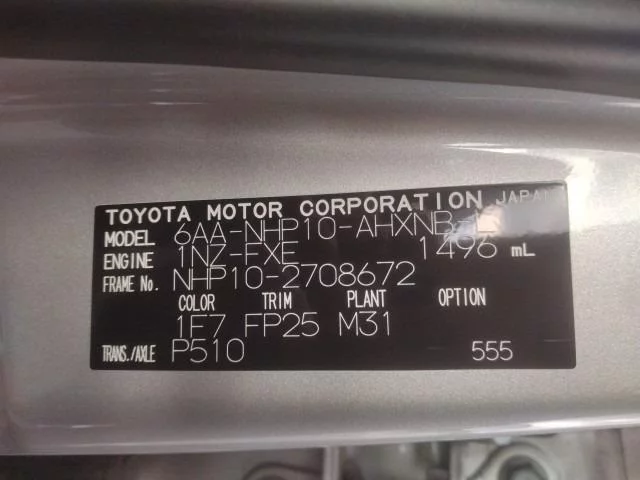 TOYOTA MOTOR CORPORATION JAPAN
MODEL 6AA-NHP10-AHXNB
ENGINE 1NZ-FXE 1496 mL
FRAME No. NHP10-2708672
COLOR TRIM PLANT OPTION
1F7 FP25 M31
TRANS./AXLE P510 555